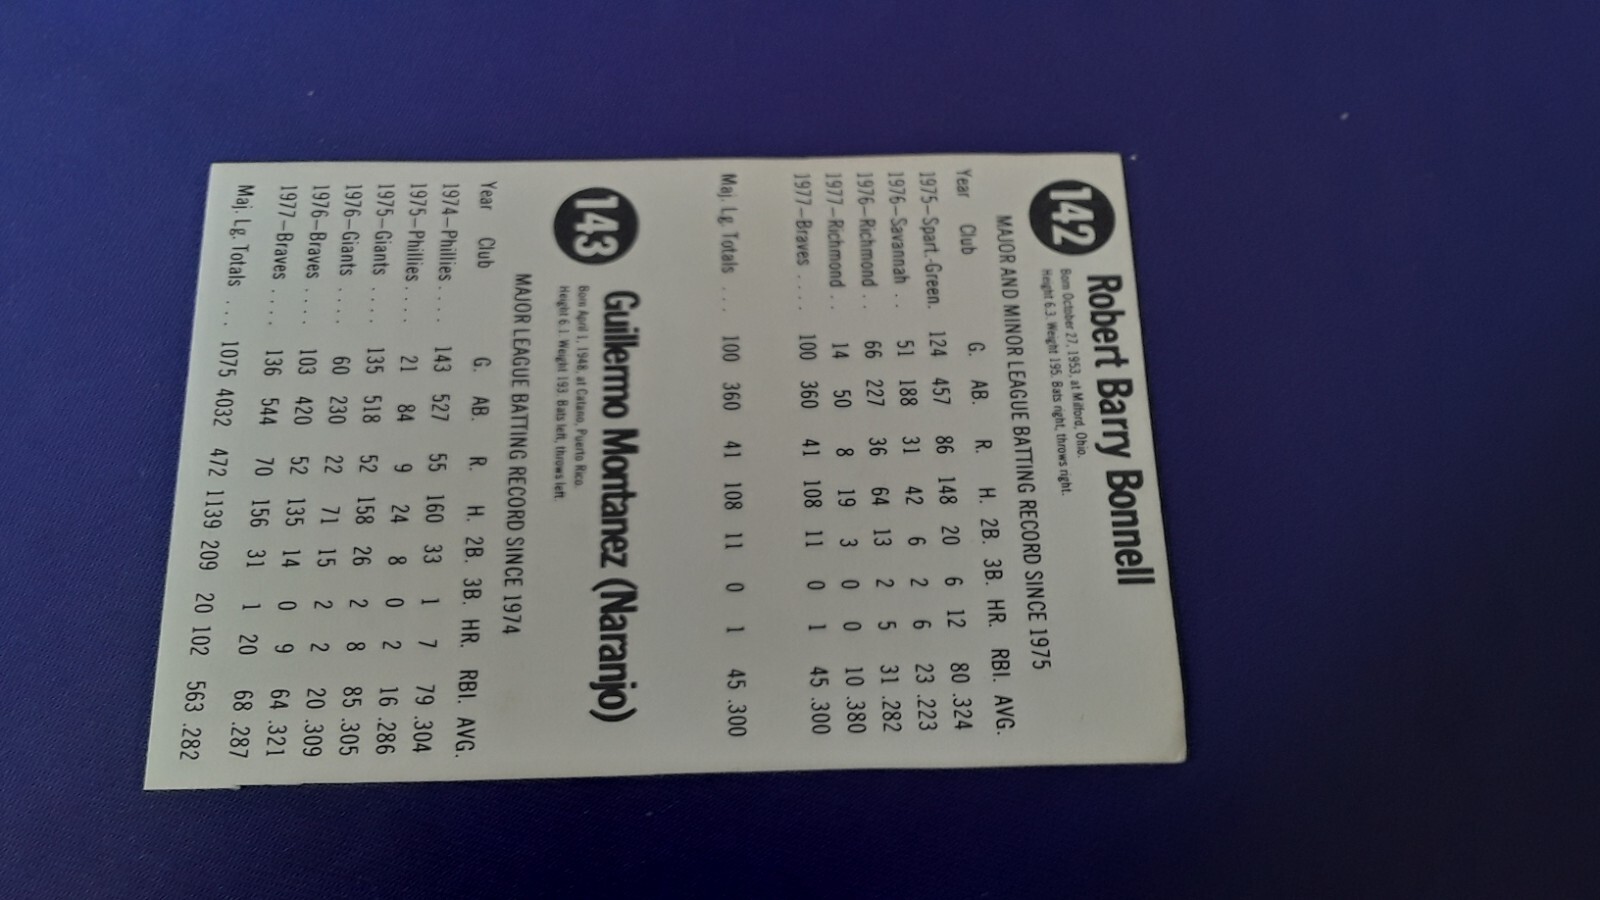 142 Robert Barry Bonnell
Born October 27, 1953, at Milford, Ohio.
Height 6.3. Weight 195. Bats right, throws right.
MAJOR AND MINOR LEAGUE BATTING RECORD SINCE 1975
Year Club G. AB. R. H. 2B. 3B. HR. RBI. AVG.
1975—Spart.-Green. 124 457 86 148 20 6 12 80 .324
1976—Savannah . . 51 188 31 42 6 2 6 23 .223
1976—Richmond . . 66 227 36 64 13 2 5 31 .282
1977—Richmond . . 14 50 8 19 3 0 0 10 .380
1977—Braves . . . . 100 360 41 108 11 0 1 45 .300
Maj. Lg. Totals . . . 100 360 41 108 11 0 1 45 .300
143 Guillermo Montanez (Naranjo)
Born April 1, 1948, at Catano, Puerto Rico.
Height 6.1. Weight 193. Bats left, throws left.
MAJOR LEAGUE BATTING RECORD SINCE 1974
Year Club G. AB. R. H. 2B. 3B. HR. RBI. AVG.
1974—Phillies . . . . 143 527 55 160 33 1 7 79 .304
1975—Phillies . . . . 21 84 9 24 8 0 2 16 .286
1975—Giants . . . . 135 518 52 158 26 2 8 85 .305
1976—Giants . . . . 60 230 22 71 15 2 2 20 .309
1976—Braves . . . . 103 420 52 135 14 0 9 64 .321
1977—Braves . . . . 136 544 70 156 31 1 20 68 .287
Maj. Lg. Totals . . . . 1075 4032 472 1139 209 20 102 563 .282